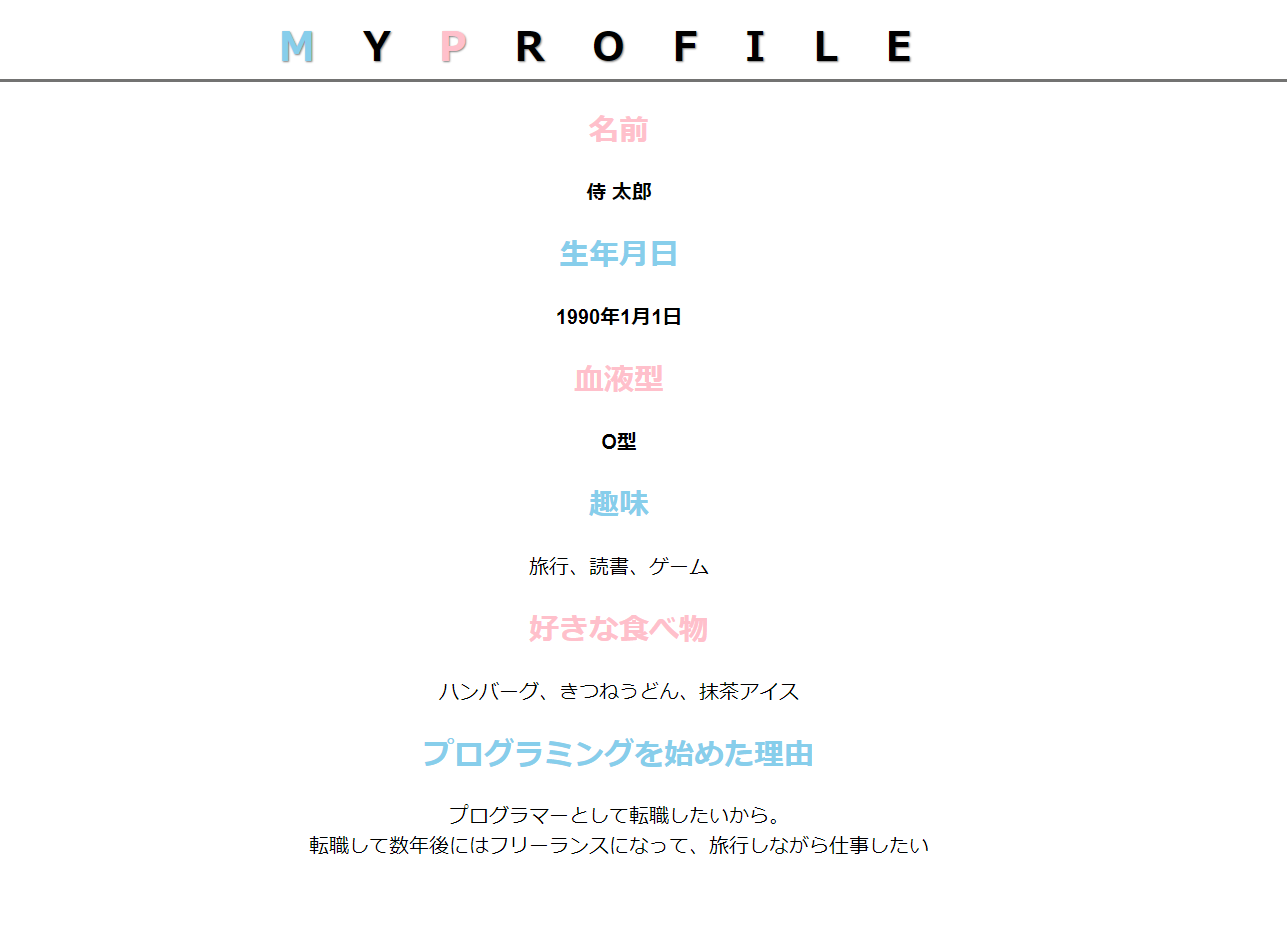 MY PROFILE
名前
侍 太郎
生年月日
1990年1月1日
血液型
O型
趣味
旅行、読書、ゲーム
好きな食べ物
ハンバーグ、きつねうどん、抹茶アイス
プログラミングを始めた理由
プログラマーとして転職したいから。
転職して数年後にはフリーランスになって、旅行しながら仕事したい